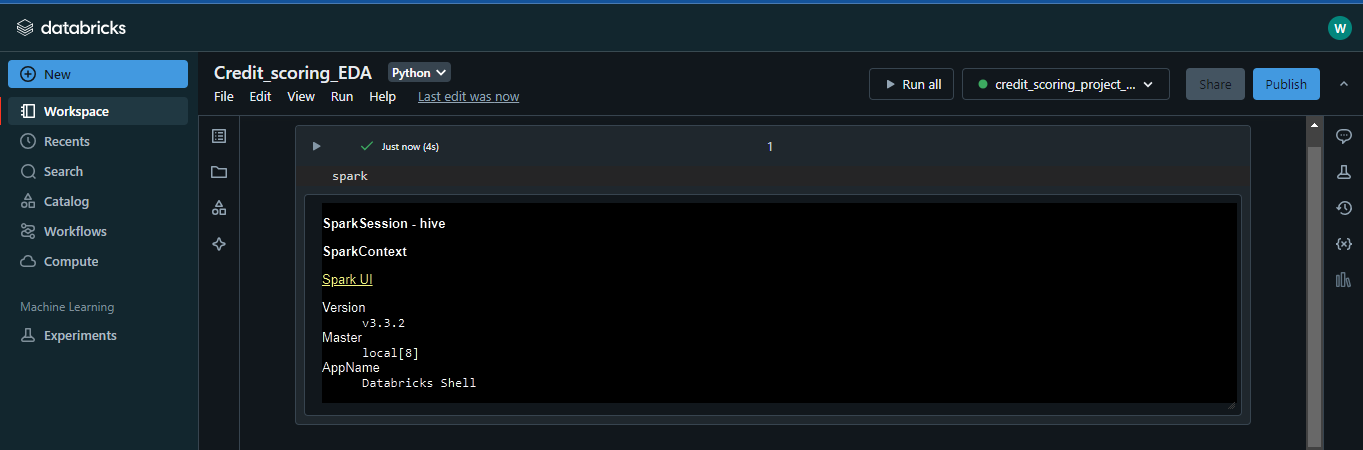 databricks
W
New
Workspace
Recents
Search
Catalog
Workflows
Compute
Machine Learning
Experiments
Credit_scoring_EDA Python
File Edit View Run Help Last edit was now
Run all credit_scoring_project_... Share Publish
Just now (4s) 1
spark
SparkSession - hive
SparkContext
Spark UI
Version
v3.3.2
Master
local[8]
AppName
Databricks Shell